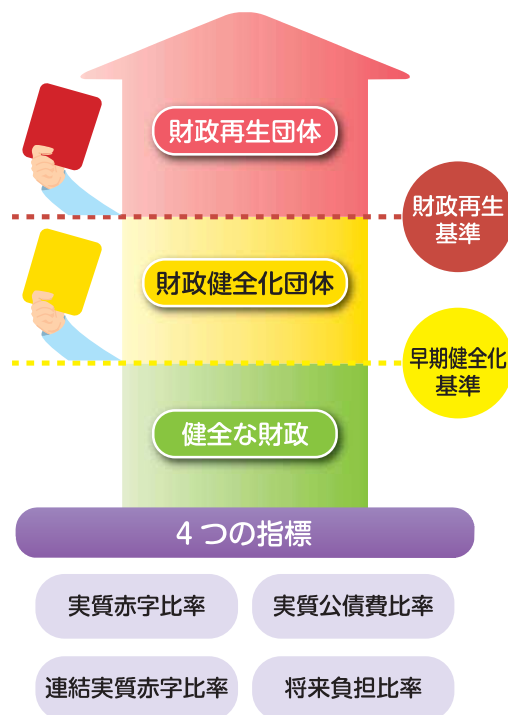 財政再生団体
財政再生
基準
財政健全化団体
早期健全化
基準
健全な財政
4つの指標
実質赤字比率
実質公債費比率
連結実質赤字比率
将来負担比率